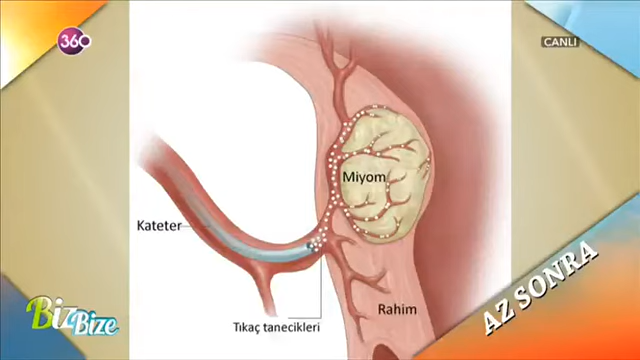 360
CANLI
Miyom
Kateter
Tıkaç tanecikleri
Rahim
Biz
Bize
AZ SONRA